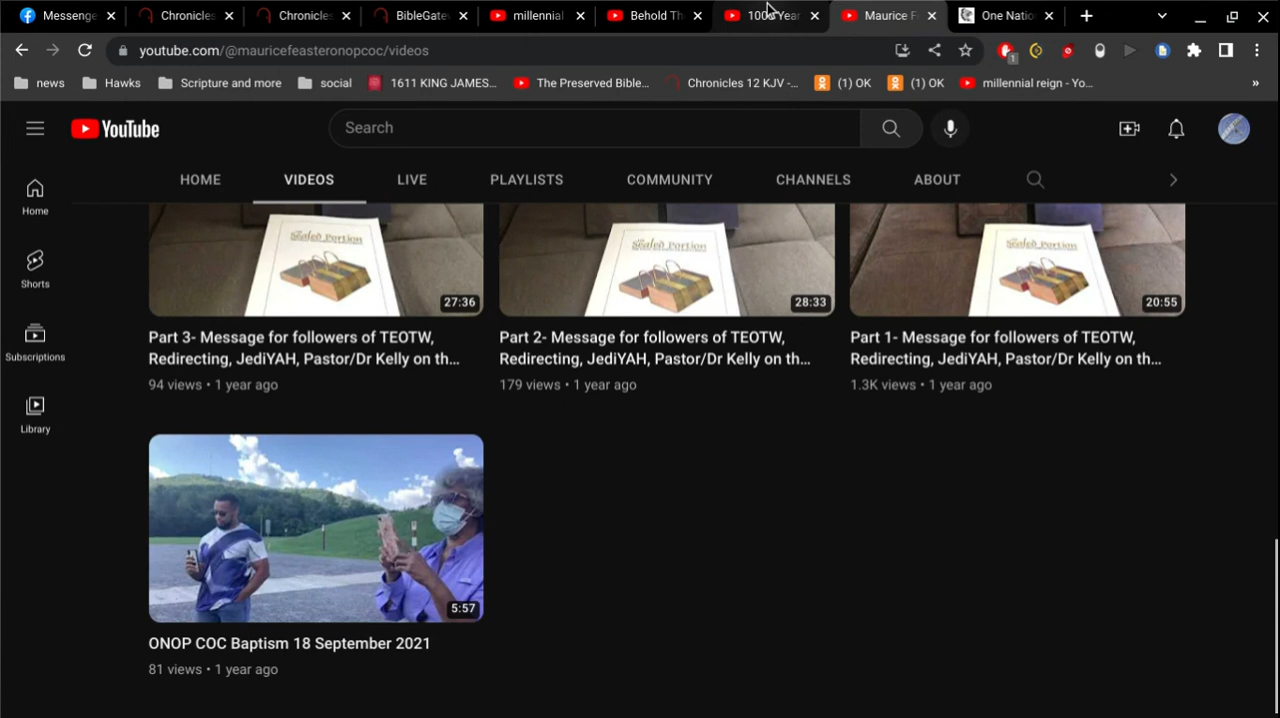 Messenge
Chronicles
Chronicles
BibleGate
millennial
Behold Th
100
Year
Maurice F
One Natio
youtube.com/@mauricefeasteronopcoc/videos
1
news
Hawks
Scripture and more
social
1611 KING JAMES...
The Preserved Bible...
Chronicles 12 KJV -...
(1) OK
(1) OK
millennial reign - Yo...
»
YouTube
Search
HOME
VIDEOS
LIVE
PLAYLISTS
COMMUNITY
CHANNELS
ABOUT
Home
Shorts
Subscriptions
Library
Sealed Portion
27:36
Sealed Portion
28:33
Sealed Portion
20:55
Part 3- Message for followers of TEOTW,
Redirecting, JediYAH, Pastor/Dr Kelly on th...
94 views • 1 year ago
Part 2- Message for followers of TEOTW,
Redirecting, JediYAH, Pastor/Dr Kelly on th...
179 views • 1 year ago
Part 1- Message for followers of TEOTW,
Redirecting, JediYAH, Pastor/Dr Kelly on th...
1.3K views • 1 year ago
5:57
ONOP COC Baptism 18 September 2021
81 views • 1 year ago